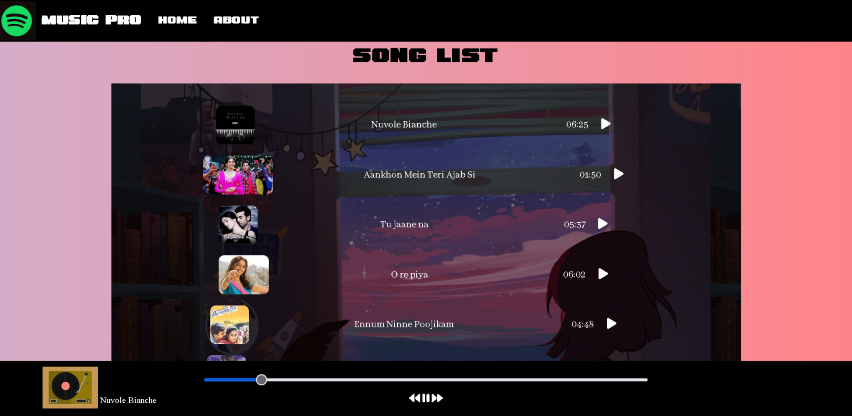 MUSIC PRO HOME ABOUT
SONG LIST
Nuvole Bianche 06:25
Aankhon Mein Teri Ajab Si 01:50
Tu jaane na 05:37
O re piya 06:02
Ennum Ninne Poojikam 04:48
Nuvole Bianche